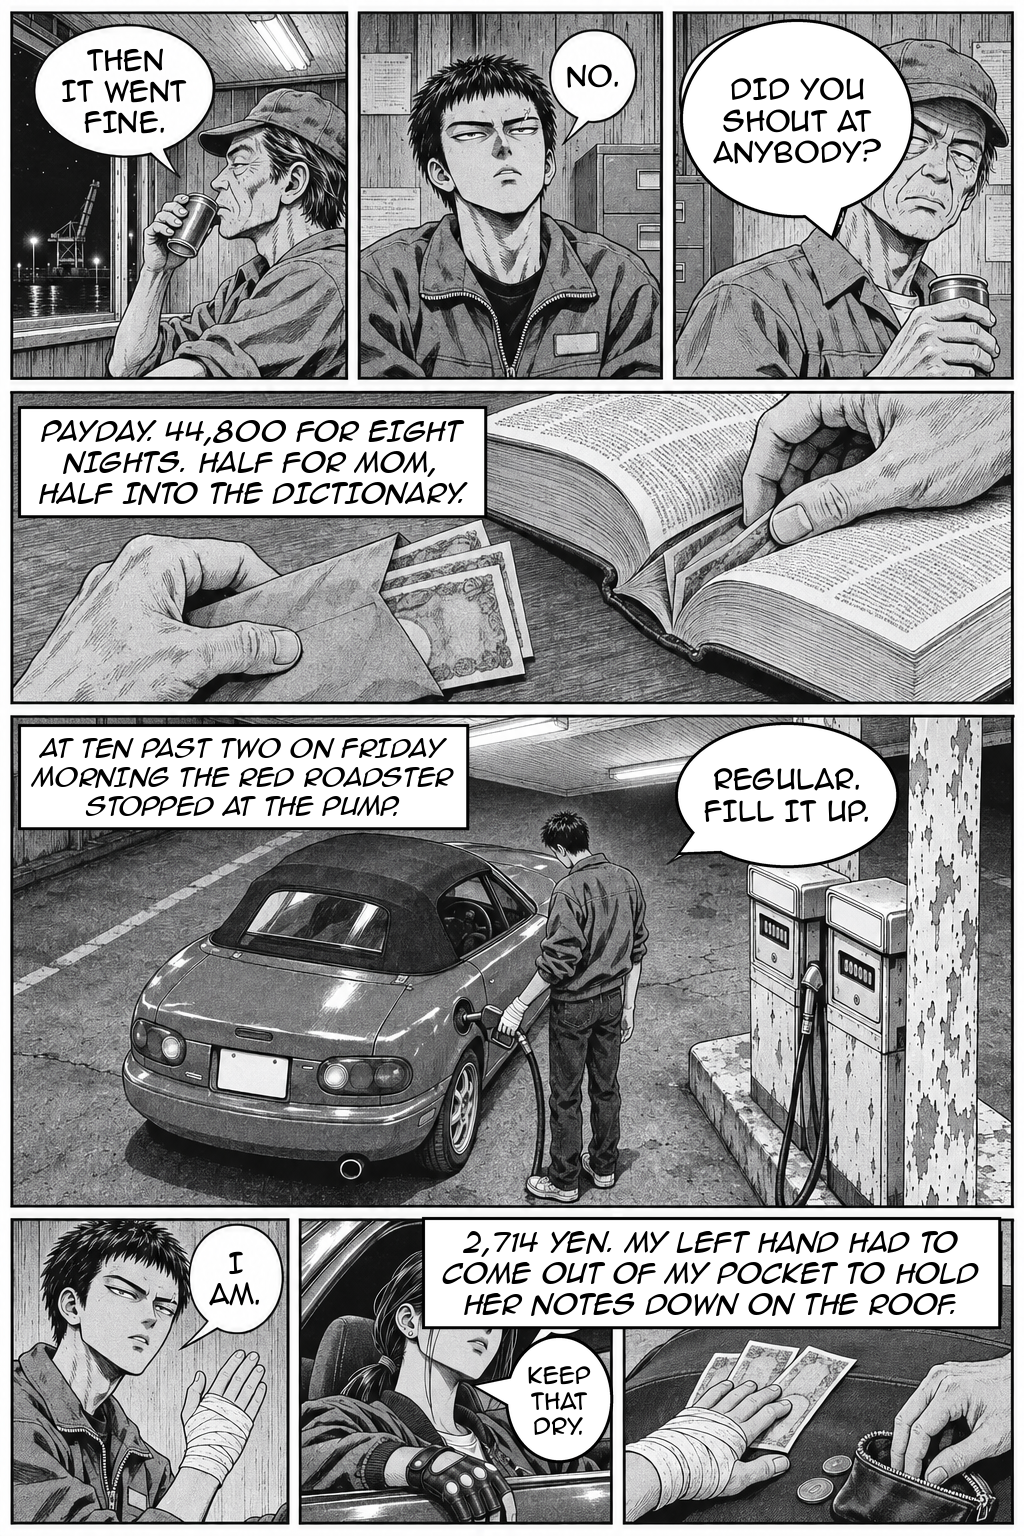 THEN
IT WENT
FINE.
NO.
DID YOU
SHOUT AT
ANYBODY?
PAYDAY. 44,800 FOR EIGHT
NIGHTS. HALF FOR MOM,
HALF INTO THE DICTIONARY.
AT TEN PAST TWO ON FRIDAY
MORNING THE RED ROADSTER
STOPPED AT THE PUMP.
REGULAR.
FILL IT UP.
I
AM.
2,714 YEN. MY LEFT HAND HAD TO
COME OUT OF MY POCKET TO HOLD
HER NOTES DOWN ON THE ROOF.
KEEP
THAT
DRY.